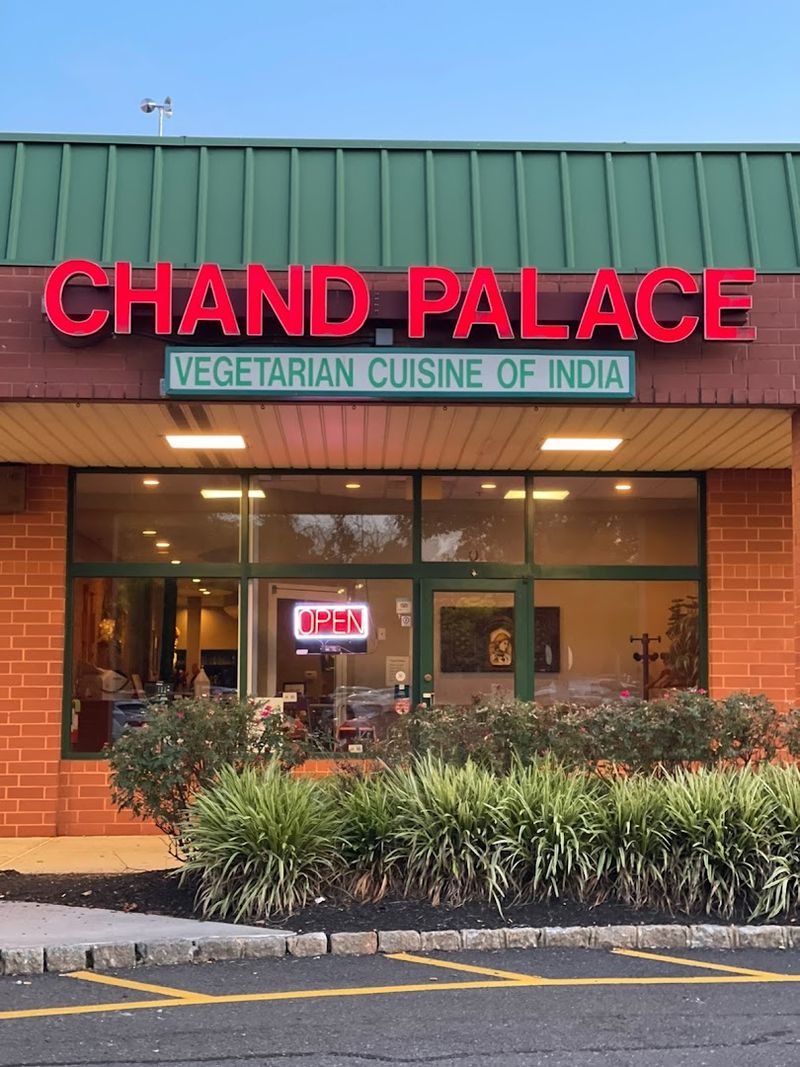 CHAND PALACE
VEGETARIAN CUISINE OF INDIA
OPEN